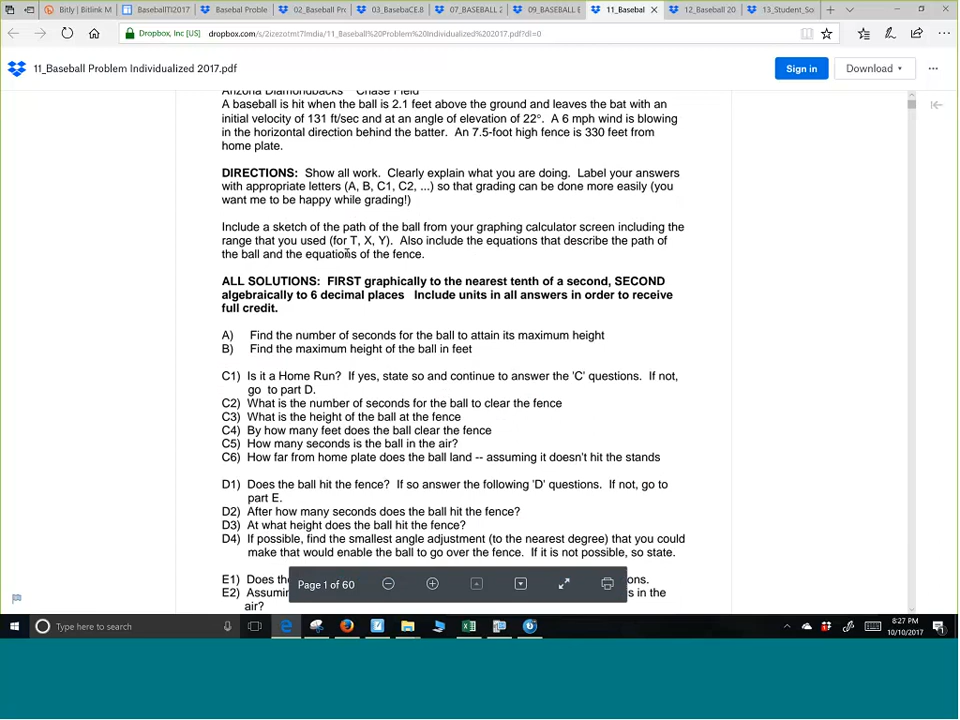 Bitly | Bitlink M
BaseballTI2017
Basebal Proble
02_Baseball Pr
03_BasebaCE.8
07_BASEBALL 2
09_BASEBALL E
11_Basebal
12_Baseball 20
13_Student_So
Dropbox, Inc [US]
dropbox.com/s/2izezotmt7lmdia/11_Baseball%20Problem%20Individualized%202017.pdf?dl=0
11_Baseball Problem Individualized 2017.pdf
Sign in
Download
Arizona Diamondbacks Chase Field
A baseball is hit when the ball is 2.1 feet above the ground and leaves the bat with an
initial velocity of 131 ft/sec and at an angle of elevation of 22°. A 6 mph wind is blowing
in the horizontal direction behind the batter. An 7.5-foot high fence is 330 feet from
home plate.
DIRECTIONS: Show all work. Clearly explain what you are doing. Label your answers
with appropriate letters (A, B, C1, C2, ...) so that grading can be done more easily (you
want me to be happy while grading!)
Include a sketch of the path of the ball from your graphing calculator screen including the
range that you used (for T, X, Y). Also include the equations that describe the path of
the ball and the equations of the fence.
ALL SOLUTIONS: FIRST graphically to the nearest tenth of a second, SECOND
algebraically to 6 decimal places Include units in all answers in order to receive
full credit.
A) Find the number of seconds for the ball to attain its maximum height
B) Find the maximum height of the ball in feet
C1) Is it a Home Run? If yes, state so and continue to answer the 'C' questions. If not,
go to part D.
C2) What is the number of seconds for the ball to clear the fence
C3) What is the height of the ball at the fence
C4) By how many feet does the ball clear the fence
C5) How many seconds is the ball in the air?
C6) How far from home plate does the ball land -- assuming it doesn't hit the stands
D1) Does the ball hit the fence? If so answer the following 'D' questions. If not, go to
part E.
D2) After how many seconds does the ball hit the fence?
D3) At what height does the ball hit the fence?
D4) If possible, find the smallest angle adjustment (to the nearest degree) that you could
make that would enable the ball to go over the fence. If it is not possible, so state.
E1) Does the ons.
E2) Assumin s in the
air?
Page 1 of 60
Type here to search
8:27 PM
10/10/2017